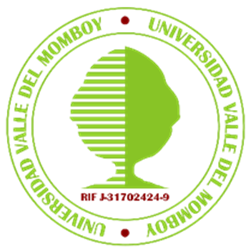 UNIVERSIDAD VALLE DEL MOMBOY
UNIVERSIDAD VALLE DEL MOMBOY
RIF J-31702424-9